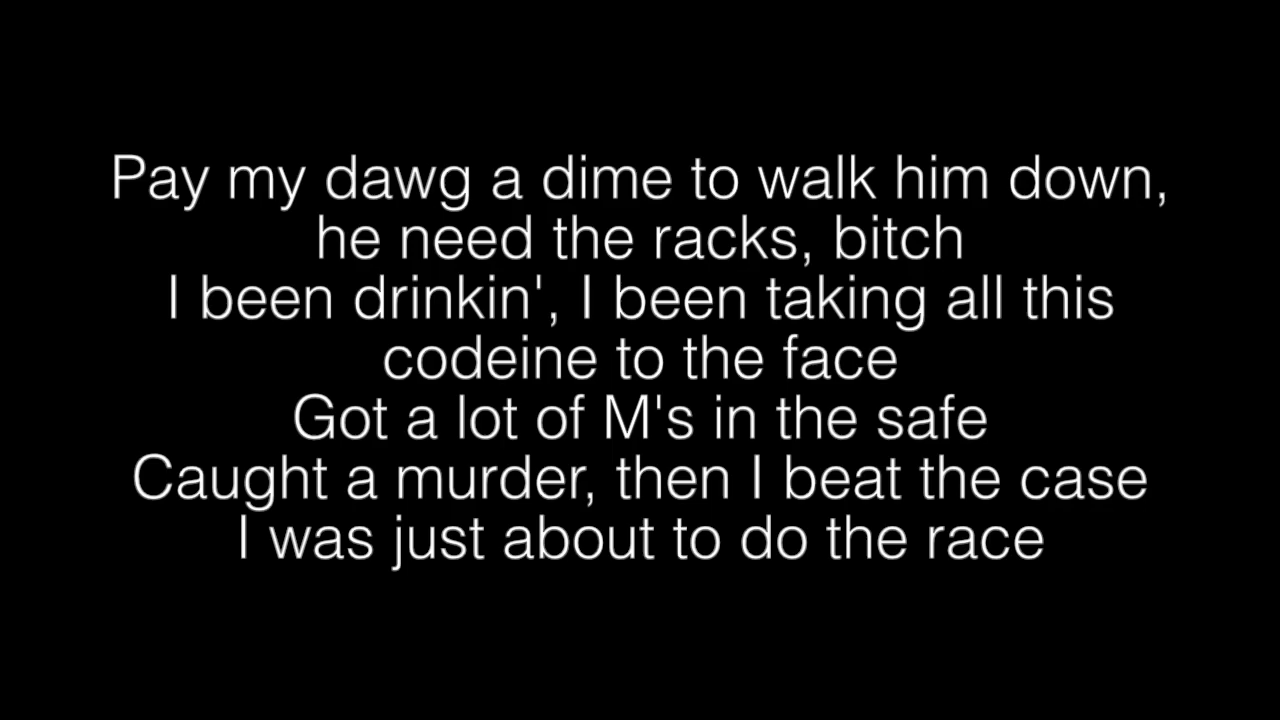 Pay my dawg a dime to walk him down,
he need the racks, bitch
I been drinkin', I been taking all this
codeine to the face
Got a lot of M's in the safe
Caught a murder, then I beat the case
I was just about to do the race